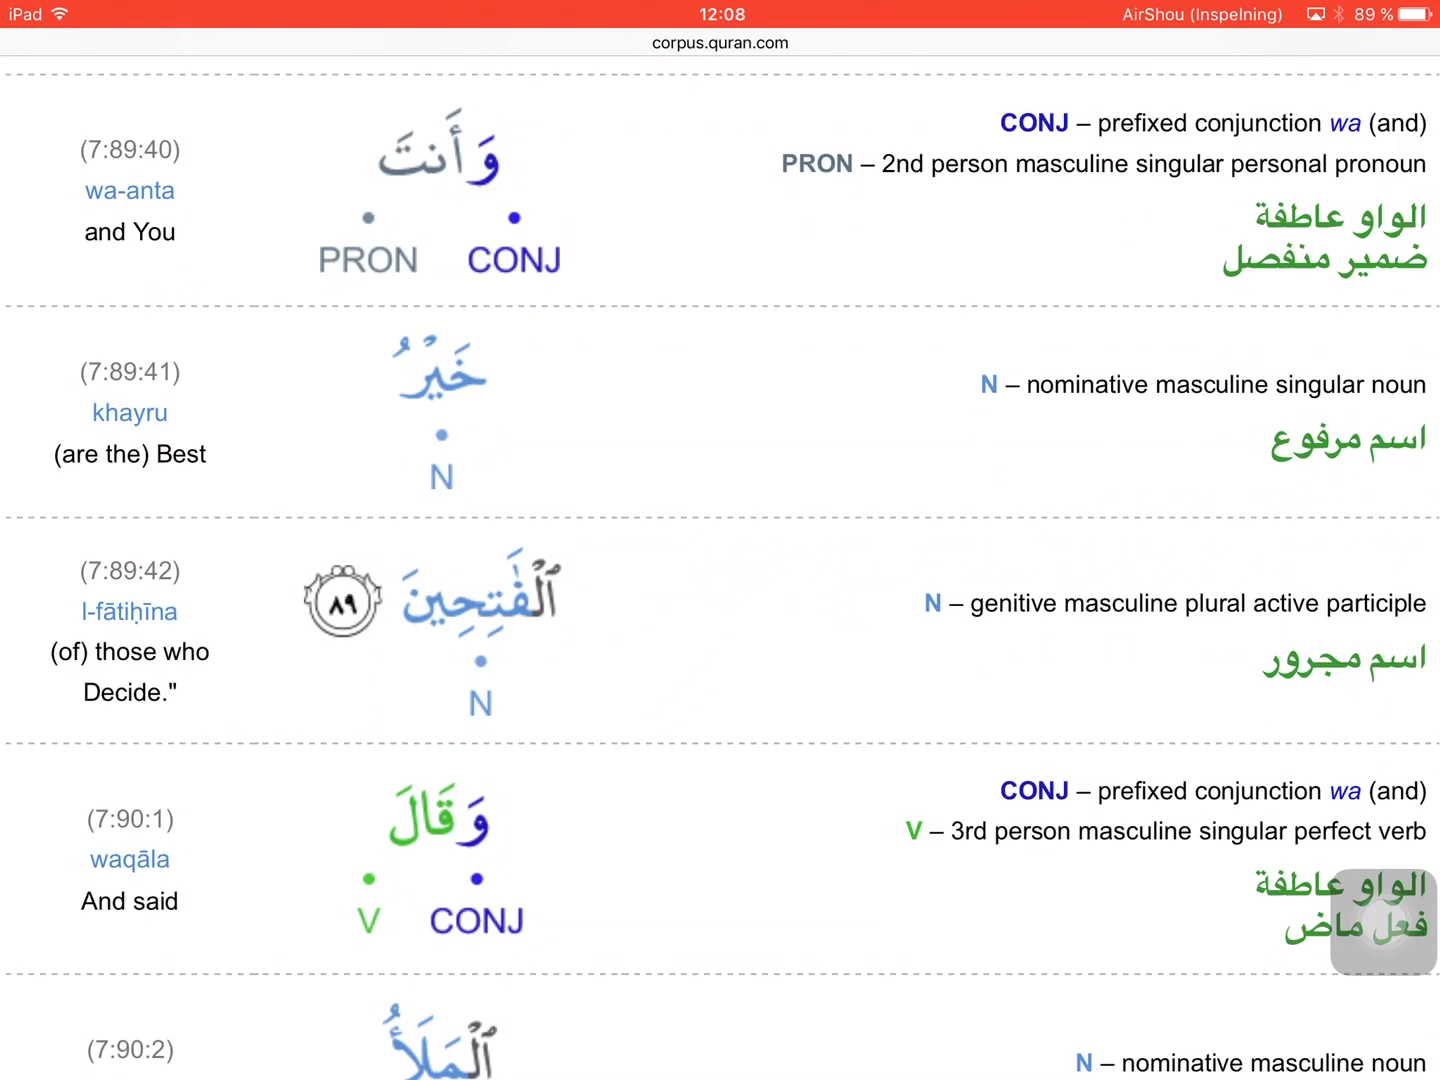 iPad 12:08 AirShou (Inspelning) 89 %
corpus.quran.com
(7:89:40)
wa-anta
and You
وَأَنتَ
PRON CONJ
CONJ – prefixed conjunction wa (and)
PRON – 2nd person masculine singular personal pronoun
الواو عاطفة
ضمير منفصل
(7:89:41)
khayru
(are the) Best
خَيْرُ
N
N – nominative masculine singular noun
اسم مرفوع
(7:89:42)
l-fātiḥīna
(of) those who
Decide."
ٱلْفَٰتِحِينَ ٨٩
N
N – genitive masculine plural active participle
اسم مجرور
(7:90:1)
waqāla
And said
وَقَالَ
V CONJ
CONJ – prefixed conjunction wa (and)
V – 3rd person masculine singular perfect verb
الواو عاطفة
فعل ماض
(7:90:2)
ٱلْمَلَأُ
N – nominative masculine noun